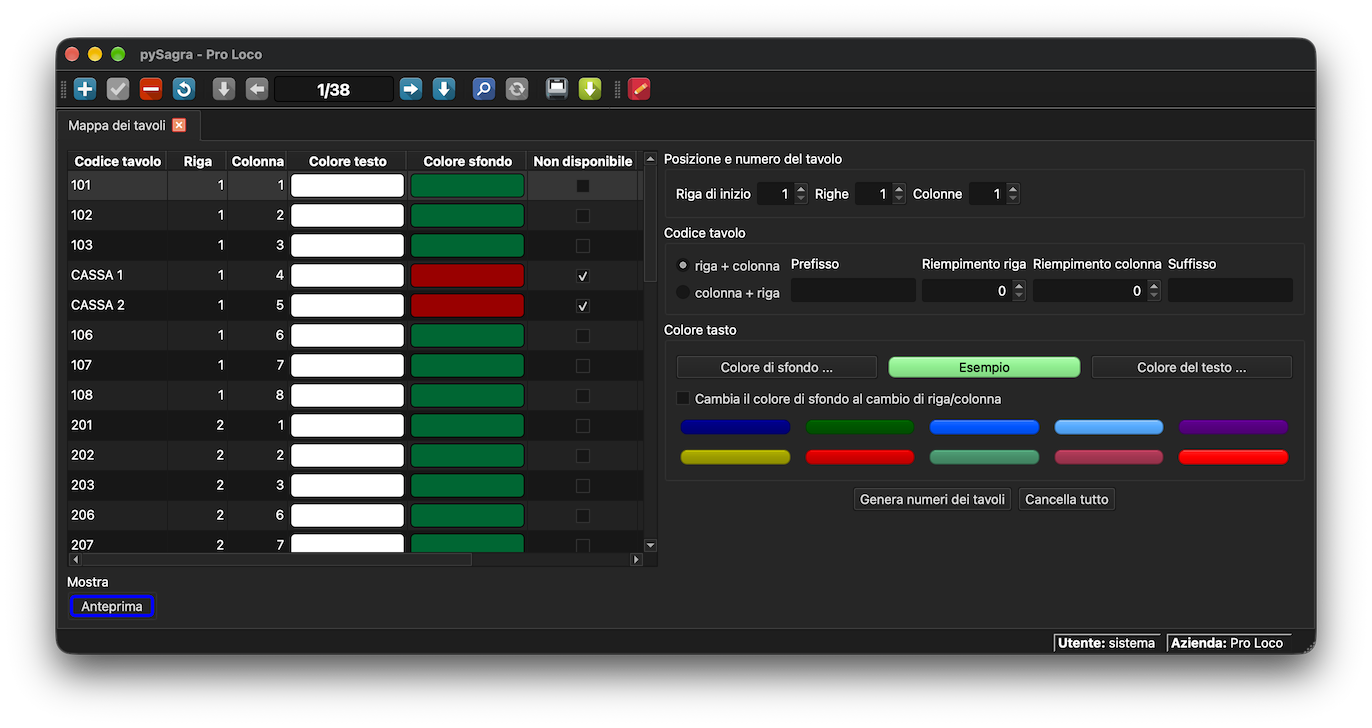 pySagra - Pro Loco
1/38
Mappa dei tavoli
Codice tavolo Riga Colonna Colore testo Colore sfondo Non disponibile
101 1 1
102 1 2
103 1 3
CASSA 1 1 4
CASSA 2 1 5
106 1 6
107 1 7
108 1 8
201 2 1
202 2 2
203 2 3
206 2 6
207 2 7
Mostra
Anteprima
Posizione e numero del tavolo
Riga di inizio 1 Righe 1 Colonne 1
Codice tavolo
riga + colonna Prefisso Riempimento riga Riempimento colonna Suffisso
colonna + riga 0 0
Colore tasto
Colore di sfondo ... Esempio Colore del testo ...
Cambia il colore di sfondo al cambio di riga/colonna
Genera numeri dei tavoli Cancella tutto
Utente: sistema Azienda: Pro Loco